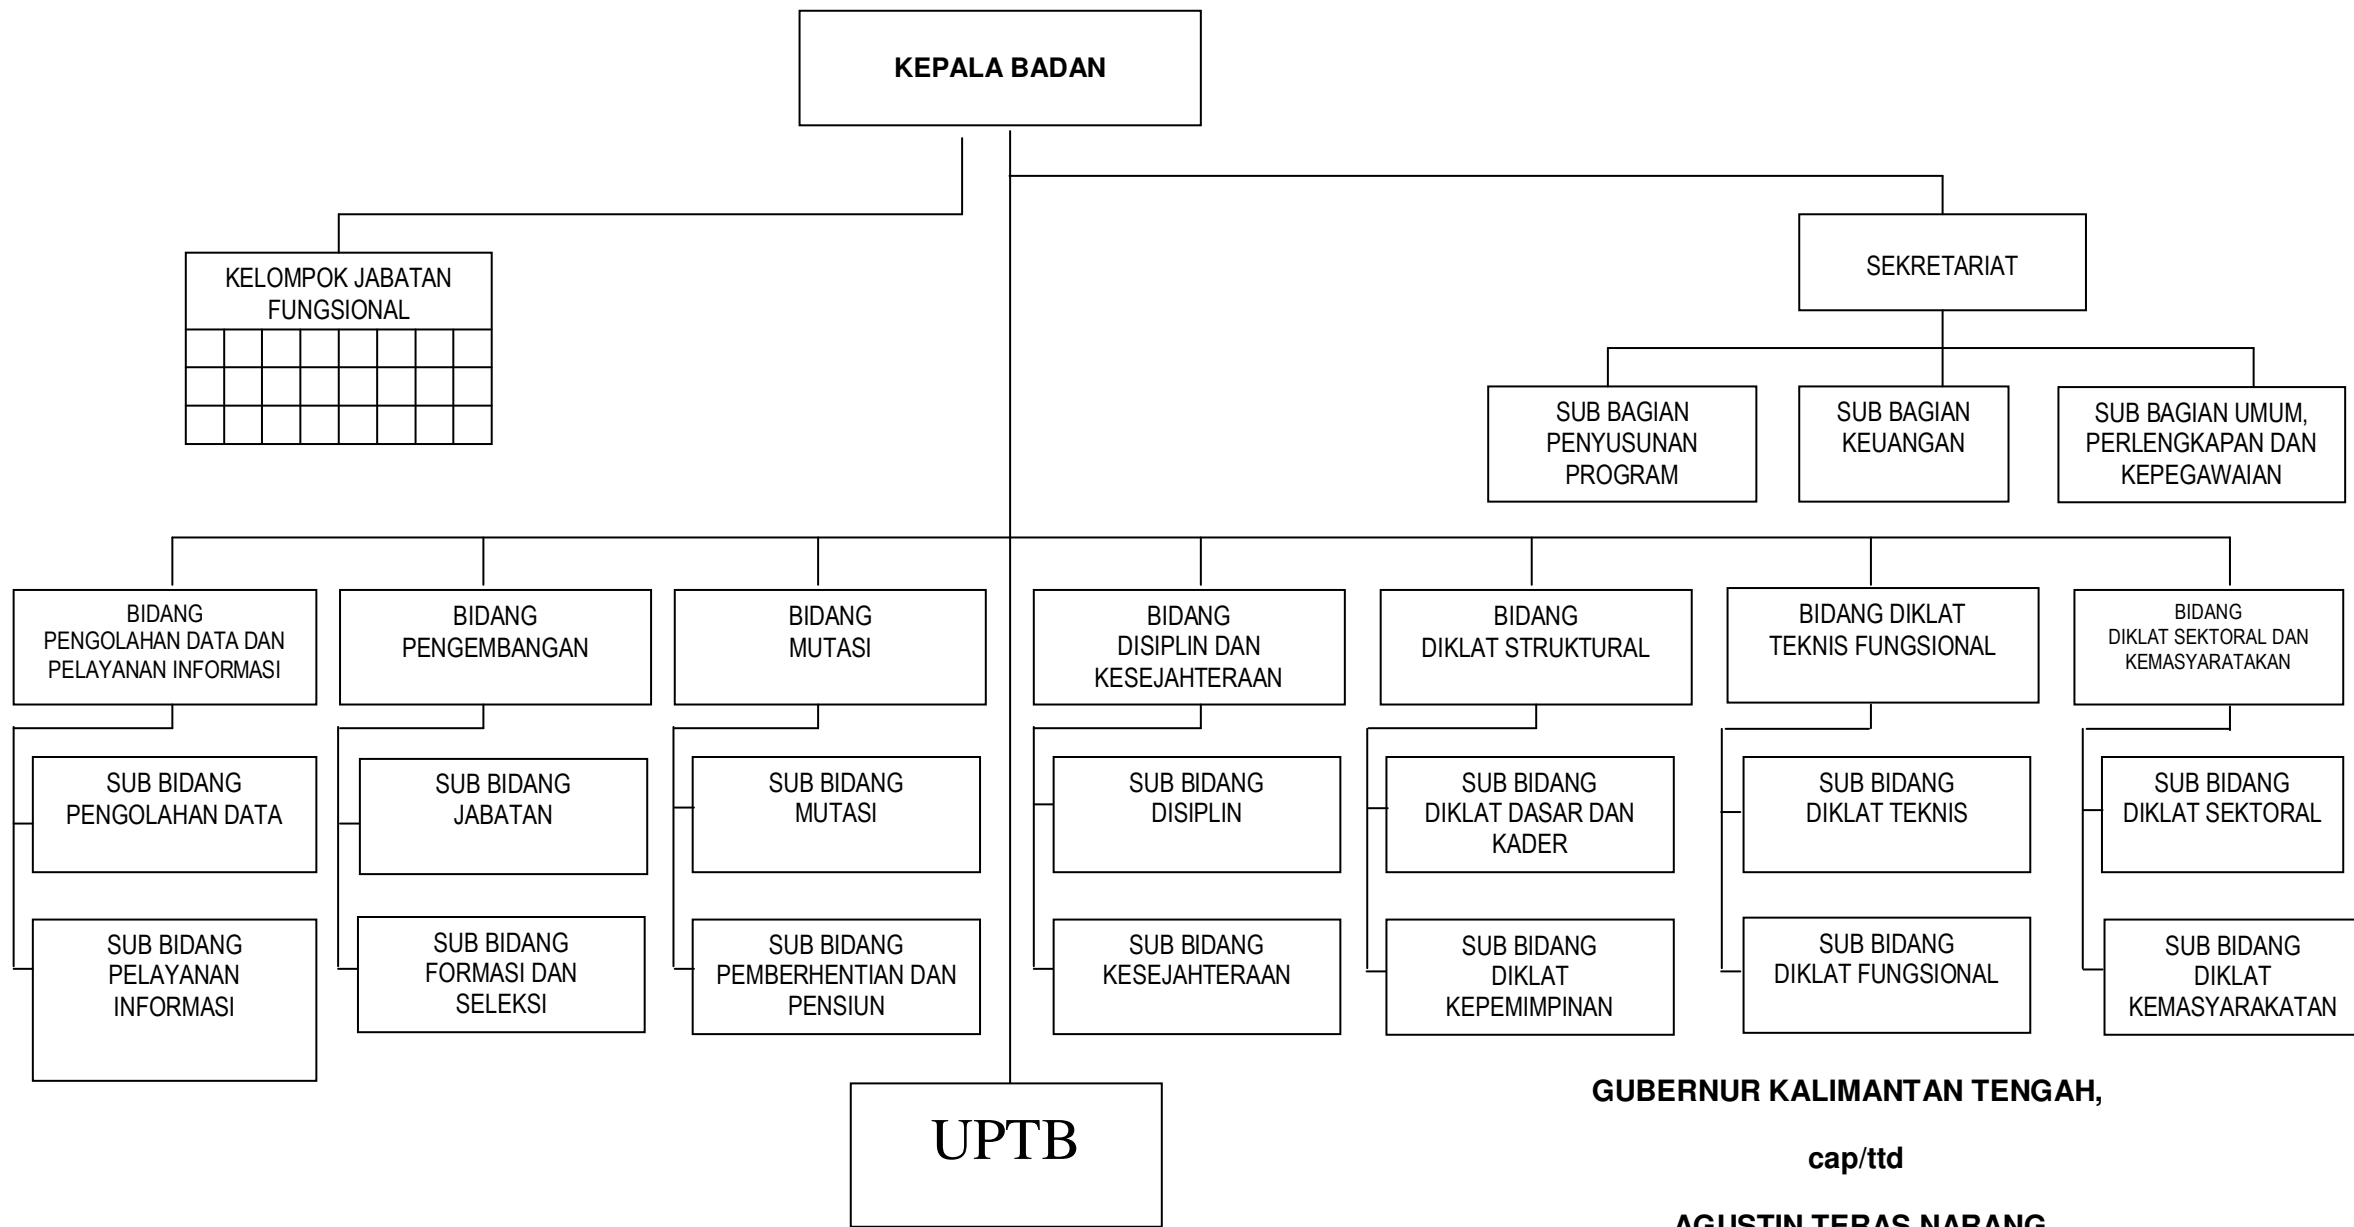 KEPALA BADAN
KELOMPOK JABATAN
FUNGSIONAL
SEKRETARIAT
SUB BAGIAN
PENYUSUNAN
PROGRAM
SUB BAGIAN
KEUANGAN
SUB BAGIAN UMUM,
PERLENGKAPAN DAN
KEPEGAWAIAN
BIDANG
PENGOLAHAN DATA DAN
PELAYANAN INFORMASI
BIDANG
PENGEMBANGAN
BIDANG
MUTASI
BIDANG
DISIPLIN DAN
KESEJAHTERAAN
BIDANG
DIKLAT STRUKTURAL
BIDANG DIKLAT
TEKNIS FUNGSIONAL
BIDANG
DIKLAT SEKTORAL DAN
KEMASYARATAKAN
SUB BIDANG
PENGOLAHAN DATA
SUB BIDANG
JABATAN
SUB BIDANG
MUTASI
SUB BIDANG
DISIPLIN
SUB BIDANG
DIKLAT DASAR DAN
KADER
SUB BIDANG
DIKLAT TEKNIS
SUB BIDANG
DIKLAT SEKTORAL
SUB BIDANG
PELAYANAN
INFORMASI
SUB BIDANG
FORMASI DAN
SELEKSI
SUB BIDANG
PEMBERHENTIAN DAN
PENSIUN
SUB BIDANG
KESEJAHTERAAN
SUB BIDANG
DIKLAT
KEPEMIMPINAN
SUB BIDANG
DIKLAT FUNGSIONAL
SUB BIDANG
DIKLAT
KEMASYARAKATAN
UPTB
GUBERNUR KALIMANTAN TENGAH,
cap/ttd
AGUSTIN TERAS NARANG